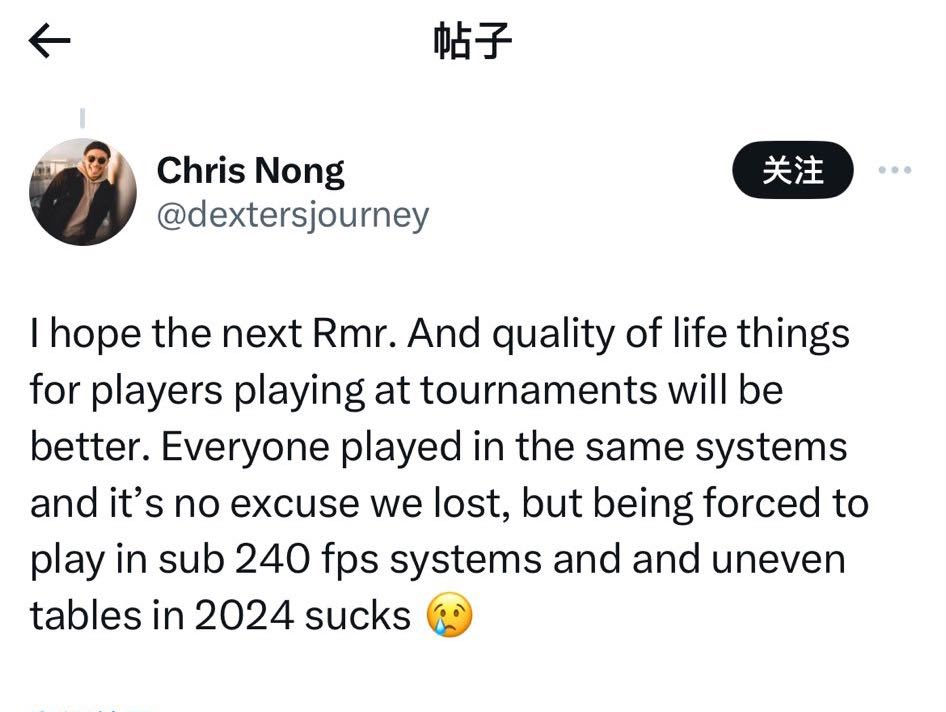 帖子
Chris Nong
@dextersjourney
关注
I hope the next Rmr. And quality of life things
for players playing at tournaments will be
better. Everyone played in the same systems
and it’s no excuse we lost, but being forced to
play in sub 240 fps systems and and uneven
tables in 2024 sucks 😢